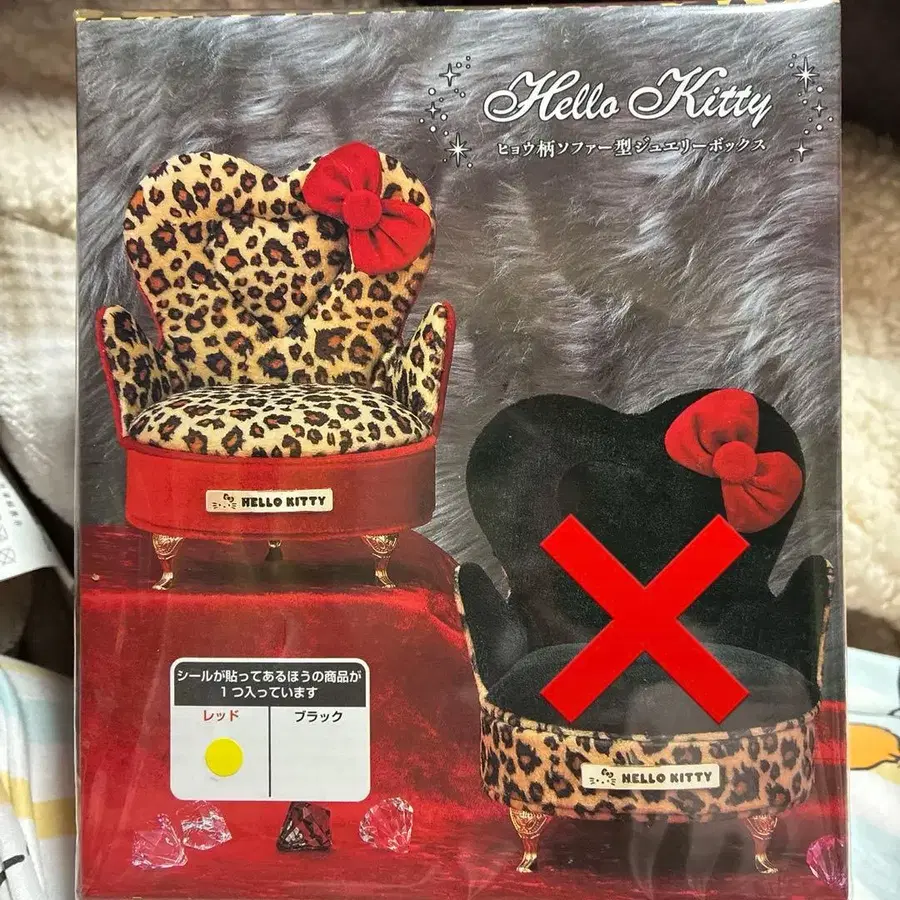 Hello Kitty
ヒョウ柄ソファー型ジュエリーボックス
HELLO KITTY
HELLO KITTY
シールが貼ってあるほうの商品が
1つ入っています
レッド
ブラック